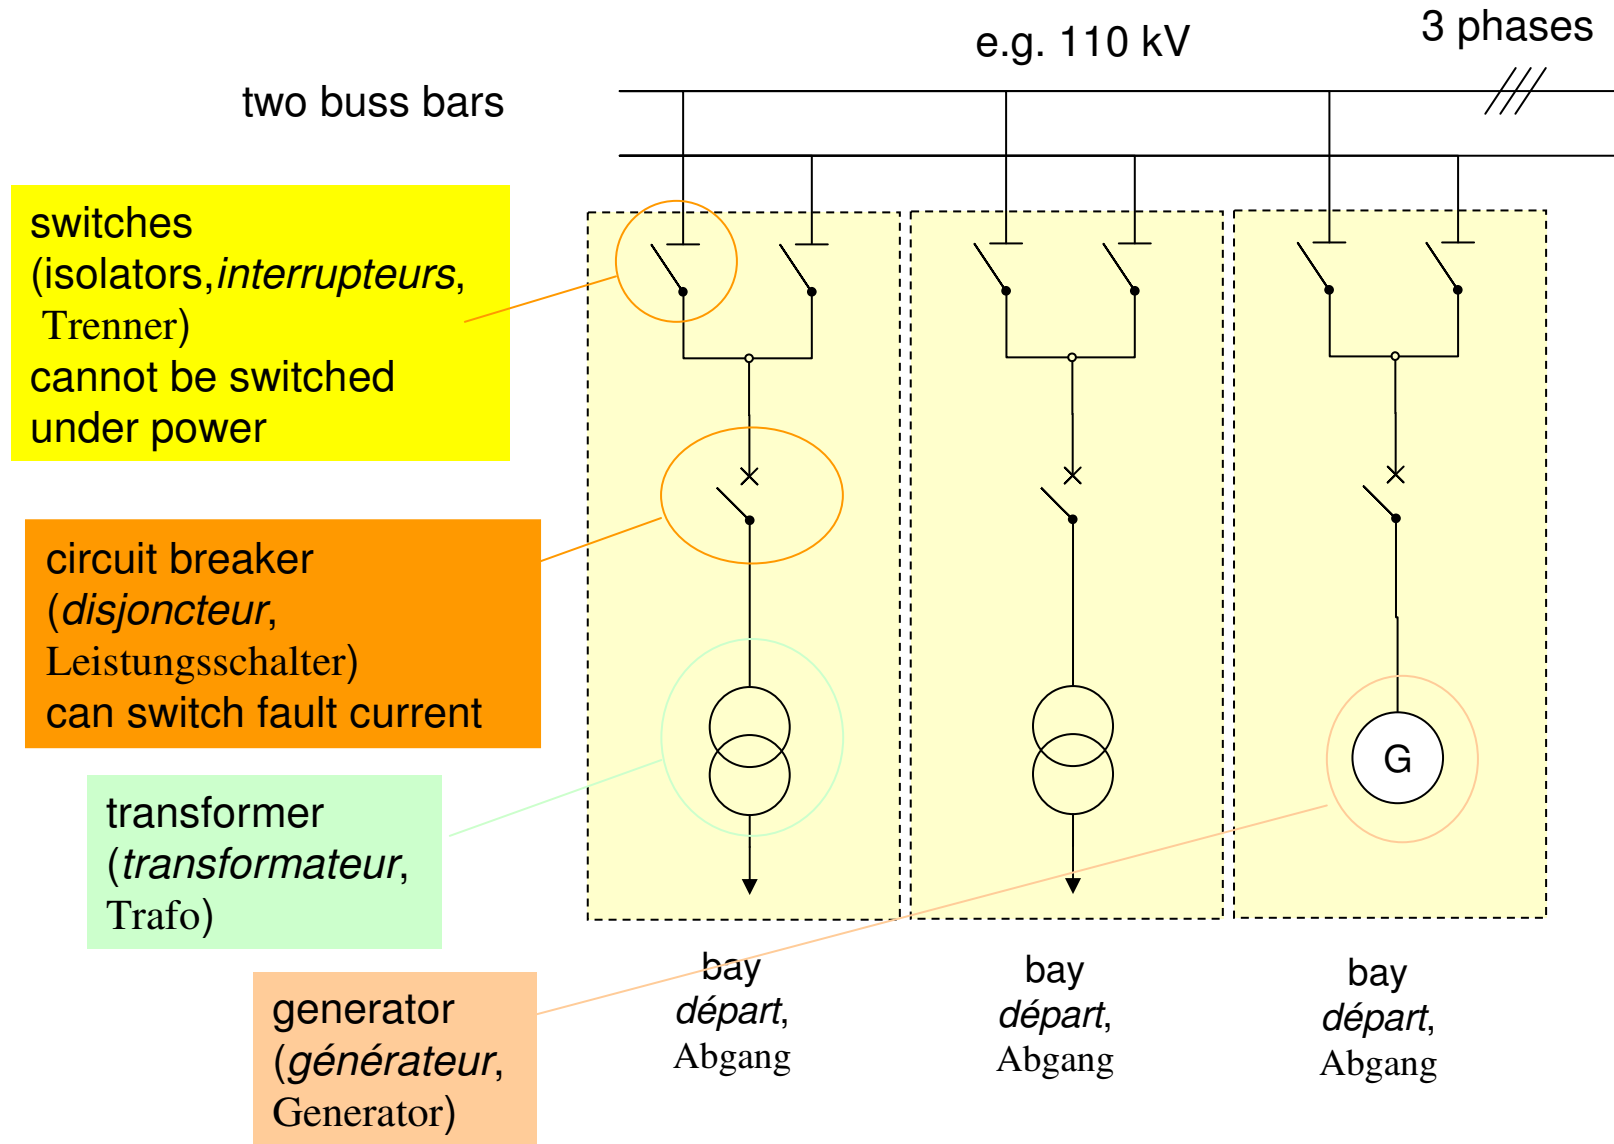 e.g. 110 kV
3 phases
two buss bars
switches
(isolators,interrupteurs,
Trenner)
cannot be switched
under power
circuit breaker
(disjoncteur,
Leistungsschalter)
can switch fault current
transformer
(transformateur,
Trafo)
generator
(générateur,
Generator)
G
bay
départ,
Abgang
bay
départ,
Abgang
bay
départ,
Abgang